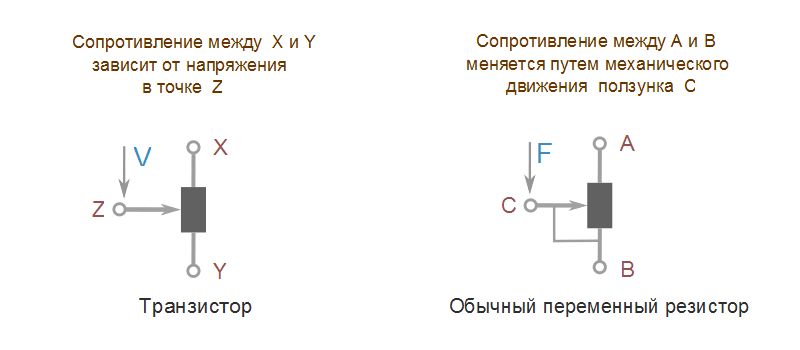 Сопротивление между X и Y
зависит от напряжения
в точке Z
V
X
Z
Y
Транзистор
Сопротивление между А и В
меняется путем механического
движения ползунка С
F
A
C
B
Обычный переменный резистор